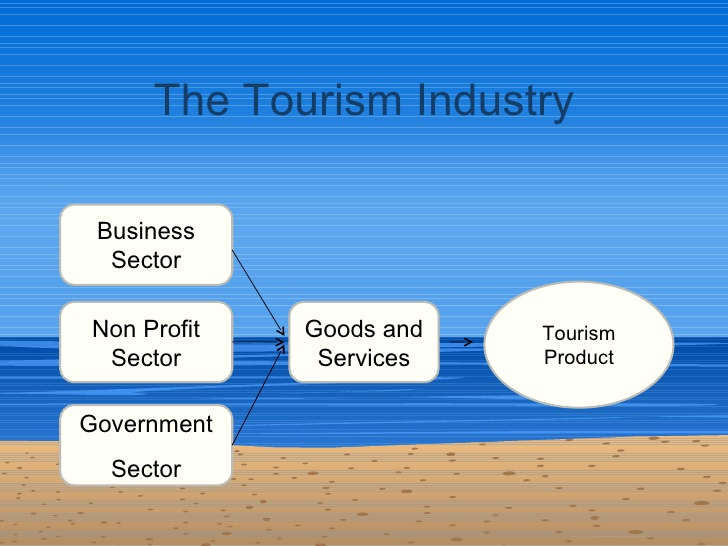 The Tourism Industry
Business
Sector
Non Profit
Sector
Government
Sector
Goods and
Services
Tourism
Product